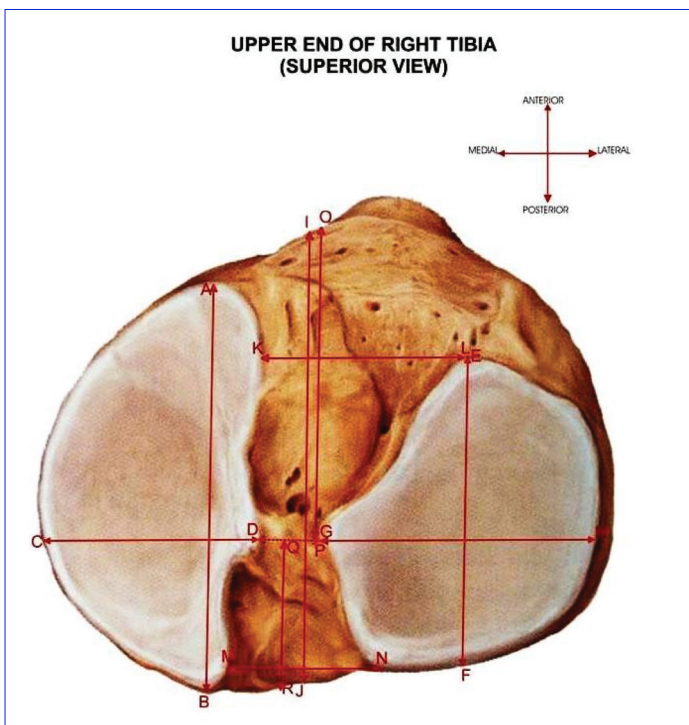 UPPER END OF RIGHT TIBIA
(SUPERIOR VIEW)
ANTERIOR
MEDIAL
LATERAL
POSTERIOR
I O
A
K
L E
C
D
Q
P
G
M
N
R J
F
B